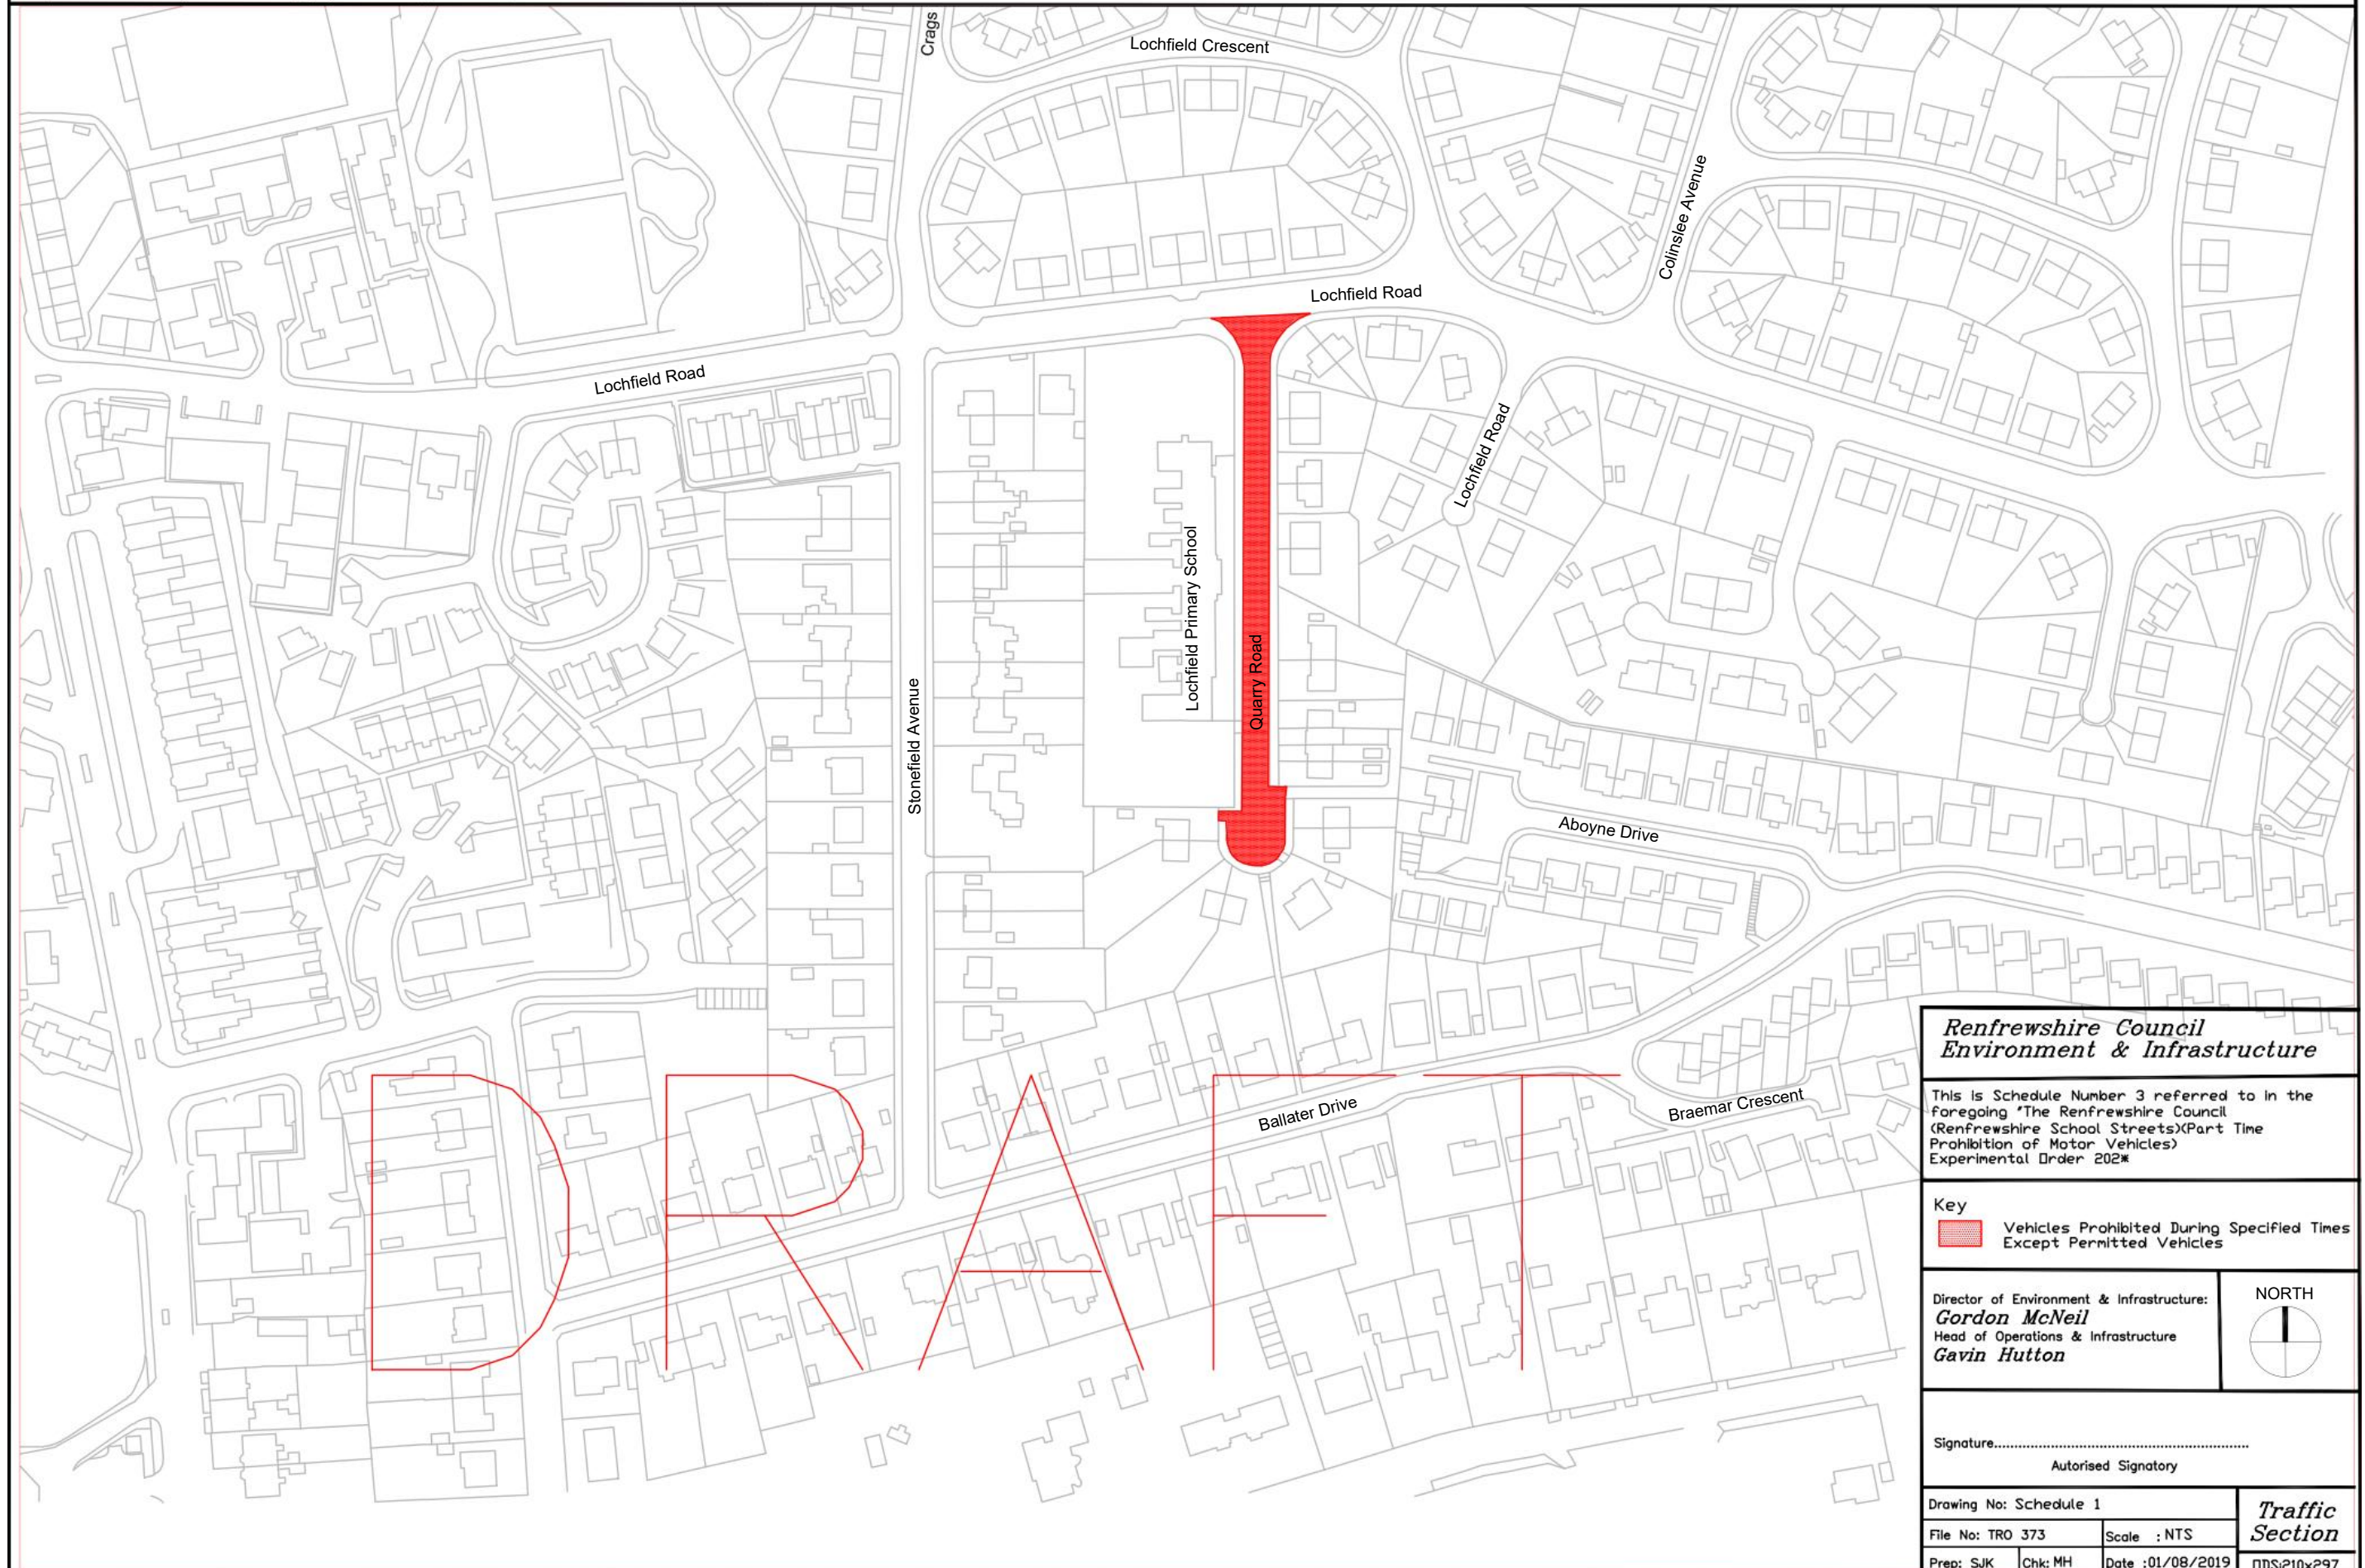 Crags
Lochfield Crescent
Colinslee Avenue
Lochfield Road
Lochfield Road
Lochfield Road
Lochfield Primary School
Quarry Road
Stonefield Avenue
Aboyne Drive
Ballater Drive
Braemar Crescent
DRAFT
Renfrewshire Council
Environment & Infrastructure
This is Schedule Number 3 referred to in the
foregoing "The Renfrewshire Council
(Renfrewshire School Streets)(Part Time
Prohibition of Motor Vehicles)
Experimental Order 202*
Key
Vehicles Prohibited During Specified Times
Except Permitted Vehicles
Director of Environment & Infrastructure:
Gordon McNeil
Head of Operations & Infrastructure
Gavin Hutton
NORTH
Signature...............................................................
Autorised Signatory
Drawing No: Schedule 1
File No: TRO 373
Scale : NTS
Traffic
Section
Prep: SJK
Chk: MH
Date :01/08/2019
ODS:210x297